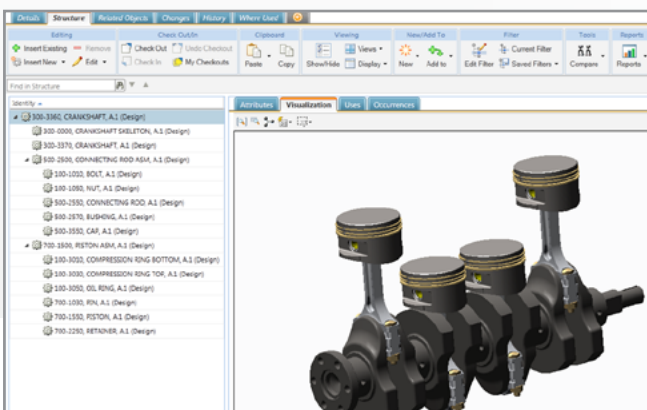 Details Structure Related Objects Changes History Where Used
Editing Check Out/In Clipboard Viewing New/Add To Filter Tools Reports
Insert Existing Remove Check Out Undo Checkout Views Current Filter
Insert New Edit Check In My Checkouts Paste Copy Show/Hide Display New Add to Edit Filter Saved Filters Compare Reports
Find in Structure
Identity
300-3360, CRANKSHAFT, A.1 (Design)
300-0000, CRANKSHAFT SKELETON, A.1 (Design)
300-3370, CRANKSHAFT, A.1 (Design)
500-2500, CONNECTING ROD ASM, A.1 (Design)
100-1010, BOLT, A.1 (Design)
100-1050, NUT, A.1 (Design)
500-2550, CONNECTING ROD, A.1 (Design)
500-2570, BUSHING, A.1 (Design)
500-3550, CAP, A.1 (Design)
700-1500, PISTON ASM, A.1 (Design)
100-3010, COMPRESSION RING BOTTOM, A.1 (Design)
100-3030, COMPRESSION RING TOP, A.1 (Design)
100-3050, OIL RING, A.1 (Design)
700-1030, PIN, A.1 (Design)
700-1550, PISTON, A.1 (Design)
700-2250, RETAINER, A.1 (Design)
Attributes Visualization Uses Occurrences